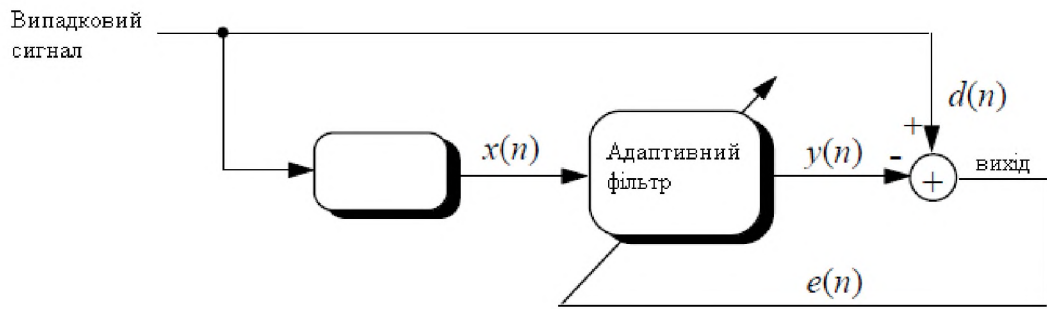 Випадковий
сигнал
d(n)
+
x(n)
Адаптивний
фільтр
y(n)
-
+
вихід
e(n)